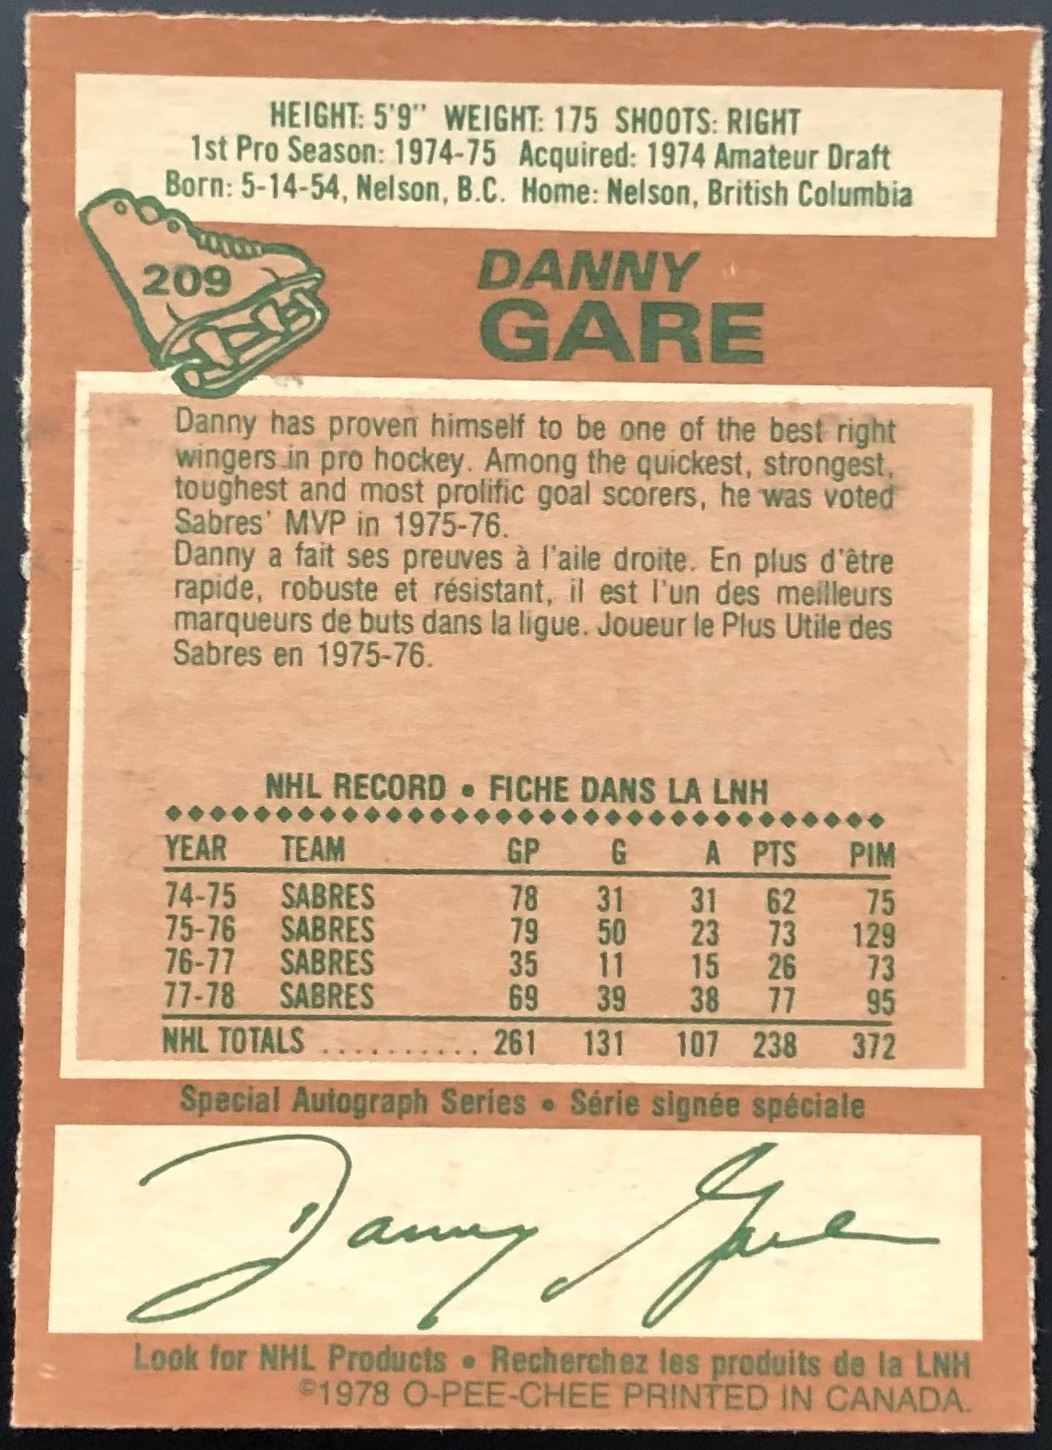 HEIGHT: 5'9" WEIGHT: 175 SHOOTS: RIGHT
1st Pro Season: 1974-75 Acquired: 1974 Amateur Draft
Born: 5-14-54, Nelson, B.C. Home: Nelson, British Columbia
209
DANNY
GARE
Danny has proven himself to be one of the best right
wingers in pro hockey. Among the quickest, strongest,
toughest and most prolific goal scorers, he was voted
Sabres' MVP in 1975-76.
Danny a fait ses preuves à l'aile droite. En plus d'être
rapide, robuste et résistant, il est l'un des meilleurs
marqueurs de buts dans la ligue. Joueur le Plus Utile des
Sabres en 1975-76.
NHL RECORD • FICHE DANS LA LNH
YEAR TEAM GP G A PTS PIM
74-75 SABRES 78 31 31 62 75
75-76 SABRES 79 50 23 73 129
76-77 SABRES 35 11 15 26 73
77-78 SABRES 69 39 38 77 95
NHL TOTALS .......... 261 131 107 238 372
Special Autograph Series • Série signée spéciale
Danny Gare
Look for NHL Products • Recherchez les produits de la LNH
©1978 O-PEE-CHEE PRINTED IN CANADA.